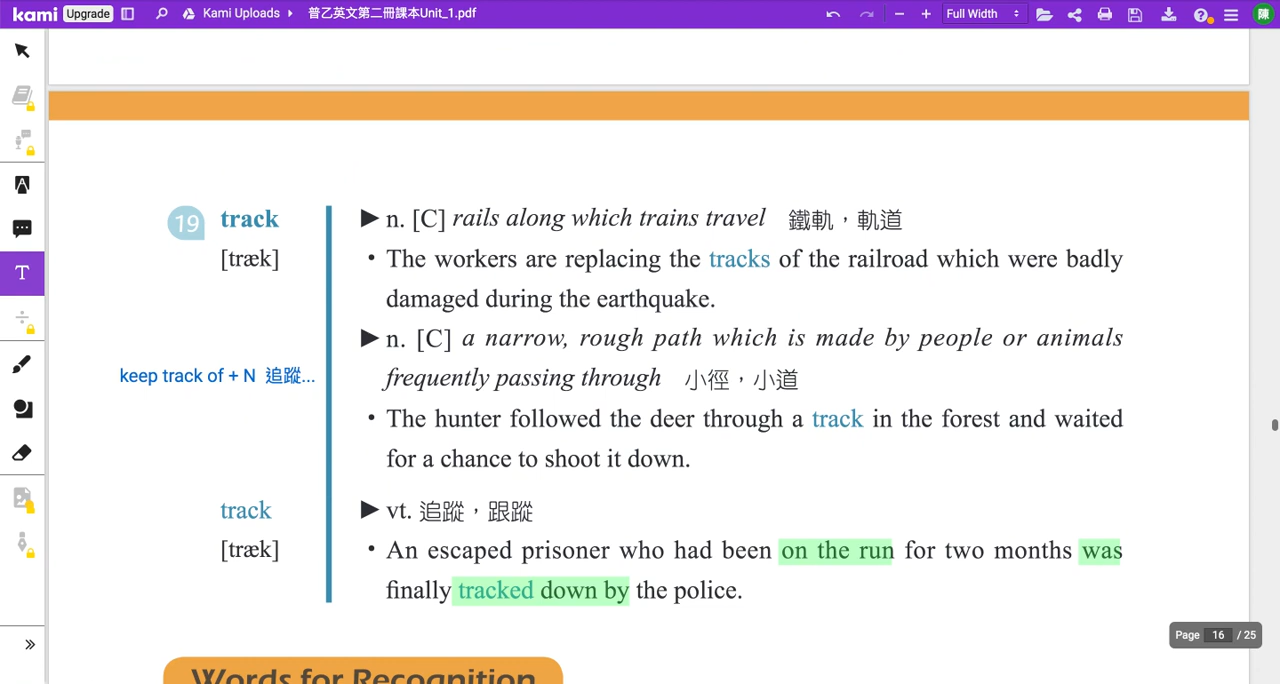 kami Upgrade Kami Uploads 普乙英文第二冊課本Unit_1.pdf Full Width 陳
19 track ▶ n. [C] rails along which trains travel 鐵軌，軌道
[træk] • The workers are replacing the tracks of the railroad which were badly
damaged during the earthquake.
▶ n. [C] a narrow, rough path which is made by people or animals
keep track of + N 追蹤... frequently passing through 小徑，小道
• The hunter followed the deer through a track in the forest and waited
for a chance to shoot it down.
track ▶ vt. 追蹤，跟蹤
[træk] • An escaped prisoner who had been on the run for two months was
finally tracked down by the police.
Page 16 / 25
Words for Recognition